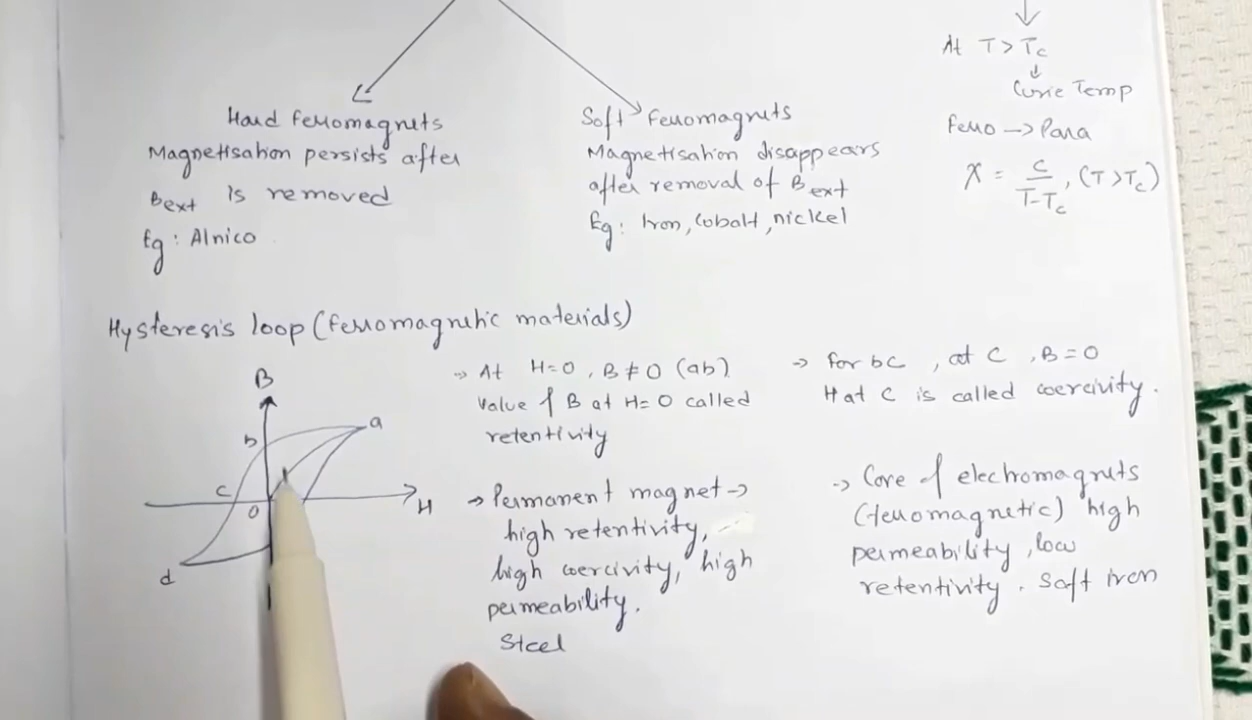 At T > Tc
Curie Temp
Ferro → Para
χ = C / T-Tc , (T > Tc)
Hard ferromagnets
Magnetisation persists after
Bext is removed
Eg : Alnico
Soft Ferromagnets
Magnetisation disappears
after removal of Bext
Eg : Iron, Cobalt, nickel
Hysteresis loop (ferromagnetic materials)
B
a
b
c
O
H
d
→ At H=0, B≠0 (ab)
Value of B at H=0 called
retentivity
→ for bc , at C , B=0
H at C is called coercivity.
→ Permanent magnet →
high retentivity,
high coercivity, high
permeability.
Steel
→ Core of electromagnets
(ferromagnetic) high
permeability, low
retentivity. Soft iron